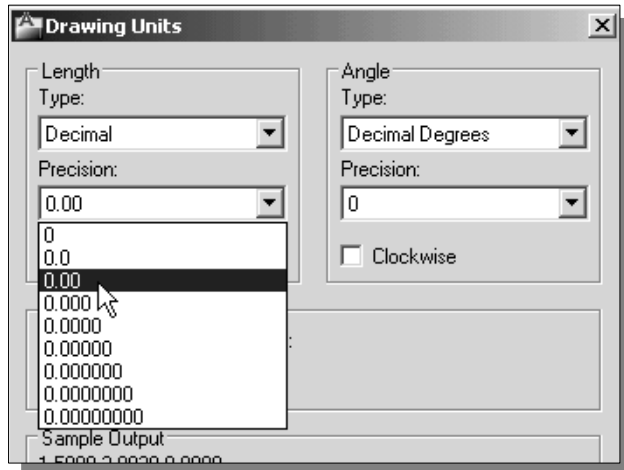 Drawing Units
Length
Type:
Decimal
Precision:
0.00
0
0.0
0.00
0.000
0.0000
0.00000
0.000000
0.0000000
0.00000000
Angle
Type:
Decimal Degrees
Precision:
0
Clockwise
:
Sample Output